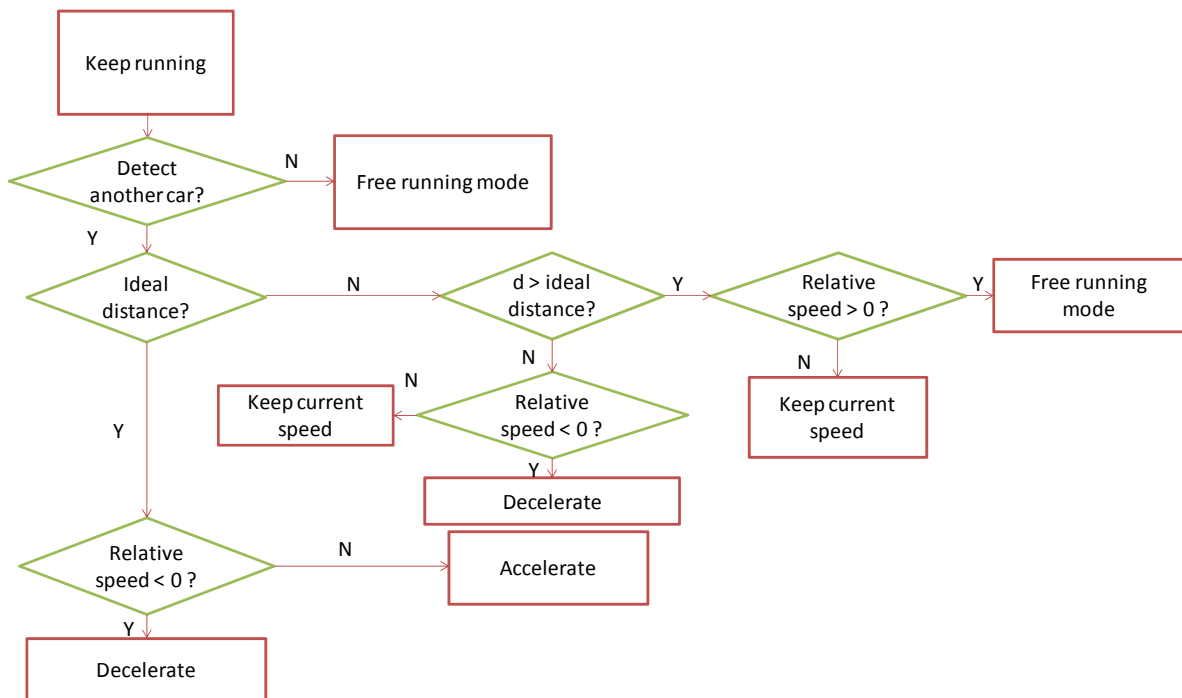 Keep running
Detect
another car?
N
Free running mode
Y
Ideal
distance?
N
d > ideal
distance?
Y
Relative
speed > 0 ?
Y
Free running
mode
N
N
Keep current
speed
N
Relative
speed < 0 ?
Keep current
speed
Y
Y
Decelerate
Relative
speed < 0 ?
N
Accelerate
Y
Decelerate